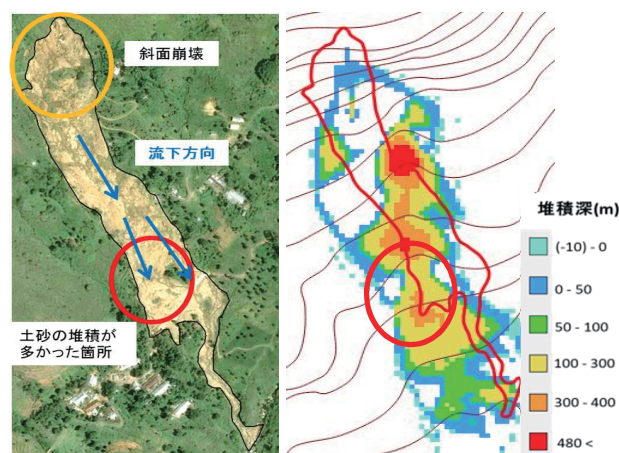 斜面崩壊
流下方向
土砂の堆積が
多かった箇所
堆積深(m)
(-10) - 0
0 - 50
50 - 100
100 - 300
300 - 400
480 <